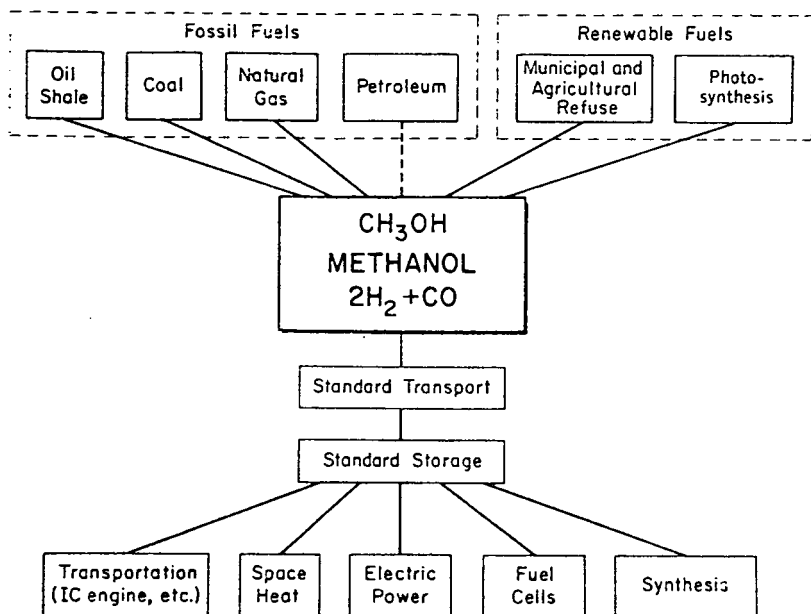 Fossil Fuels
Renewable Fuels
Oil
Shale
Coal
Natural
Gas
Petroleum
Municipal and
Agricultural
Refuse
Photo-
synthesis
CH₃OH
METHANOL
2H₂+CO
Standard Transport
Standard Storage
Transportation
(IC engine, etc.)
Space
Heat
Electric
Power
Fuel
Cells
Synthesis